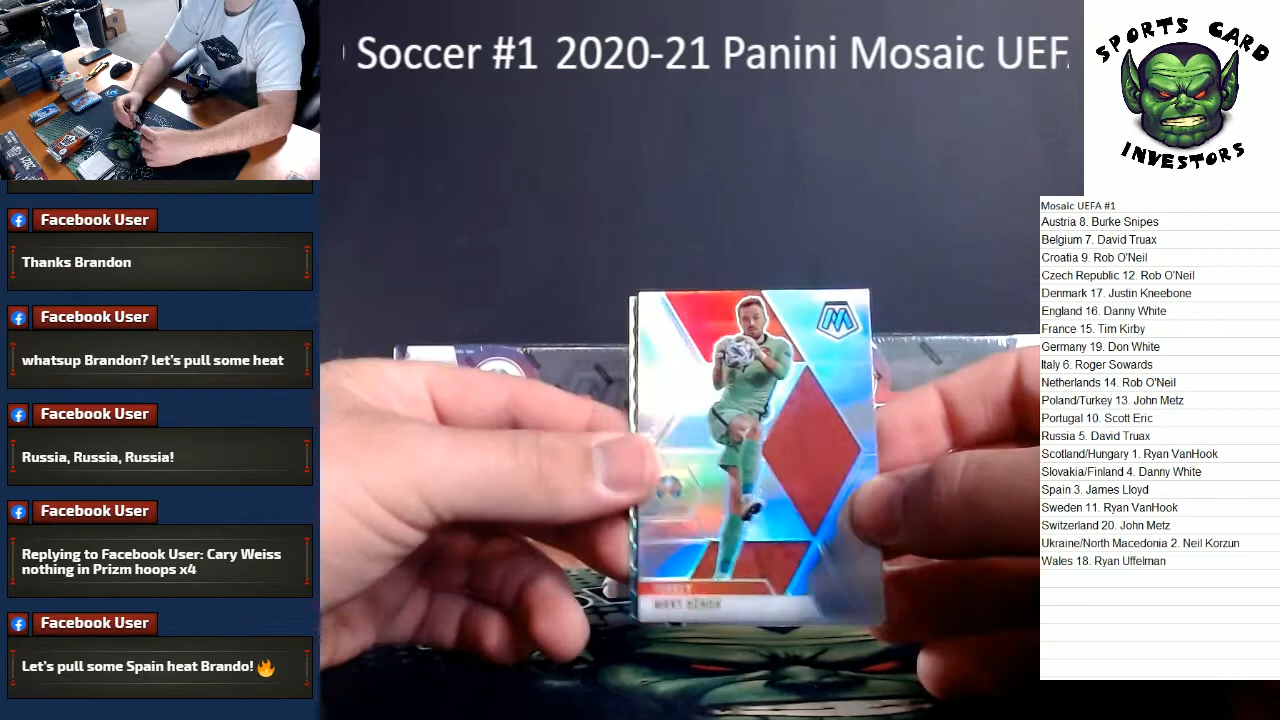 Soccer #1 2020-21 Panini Mosaic UEF
SPORTS CARD
INVESTORS
Facebook User
Thanks Brandon
Facebook User
whatsup Brandon? let's pull some heat
Facebook User
Russia, Russia, Russia!
Facebook User
Replying to Facebook User: Cary Weiss
nothing in Prizm hoops x4
Facebook User
Let's pull some Spain heat Brando! 🔥
Mosaic UEFA #1
Austria 8. Burke Snipes
Belgium 7. David Truax
Croatia 9. Rob O'Neil
Czech Republic 12. Rob O'Neil
Denmark 17. Justin Kneebone
England 16. Danny White
France 15. Tim Kirby
Germany 19. Don White
Italy 6. Roger Sowards
Netherlands 14. Rob O'Neil
Poland/Turkey 13. John Metz
Portugal 10. Scott Eric
Russia 5. David Truax
Scotland/Hungary 1. Ryan VanHook
Slovakia/Finland 4. Danny White
Spain 3. James Lloyd
Sweden 11. Ryan VanHook
Switzerland 20. John Metz
Ukraine/North Macedonia 2. Neil Korzun
Wales 18. Ryan Uffelman